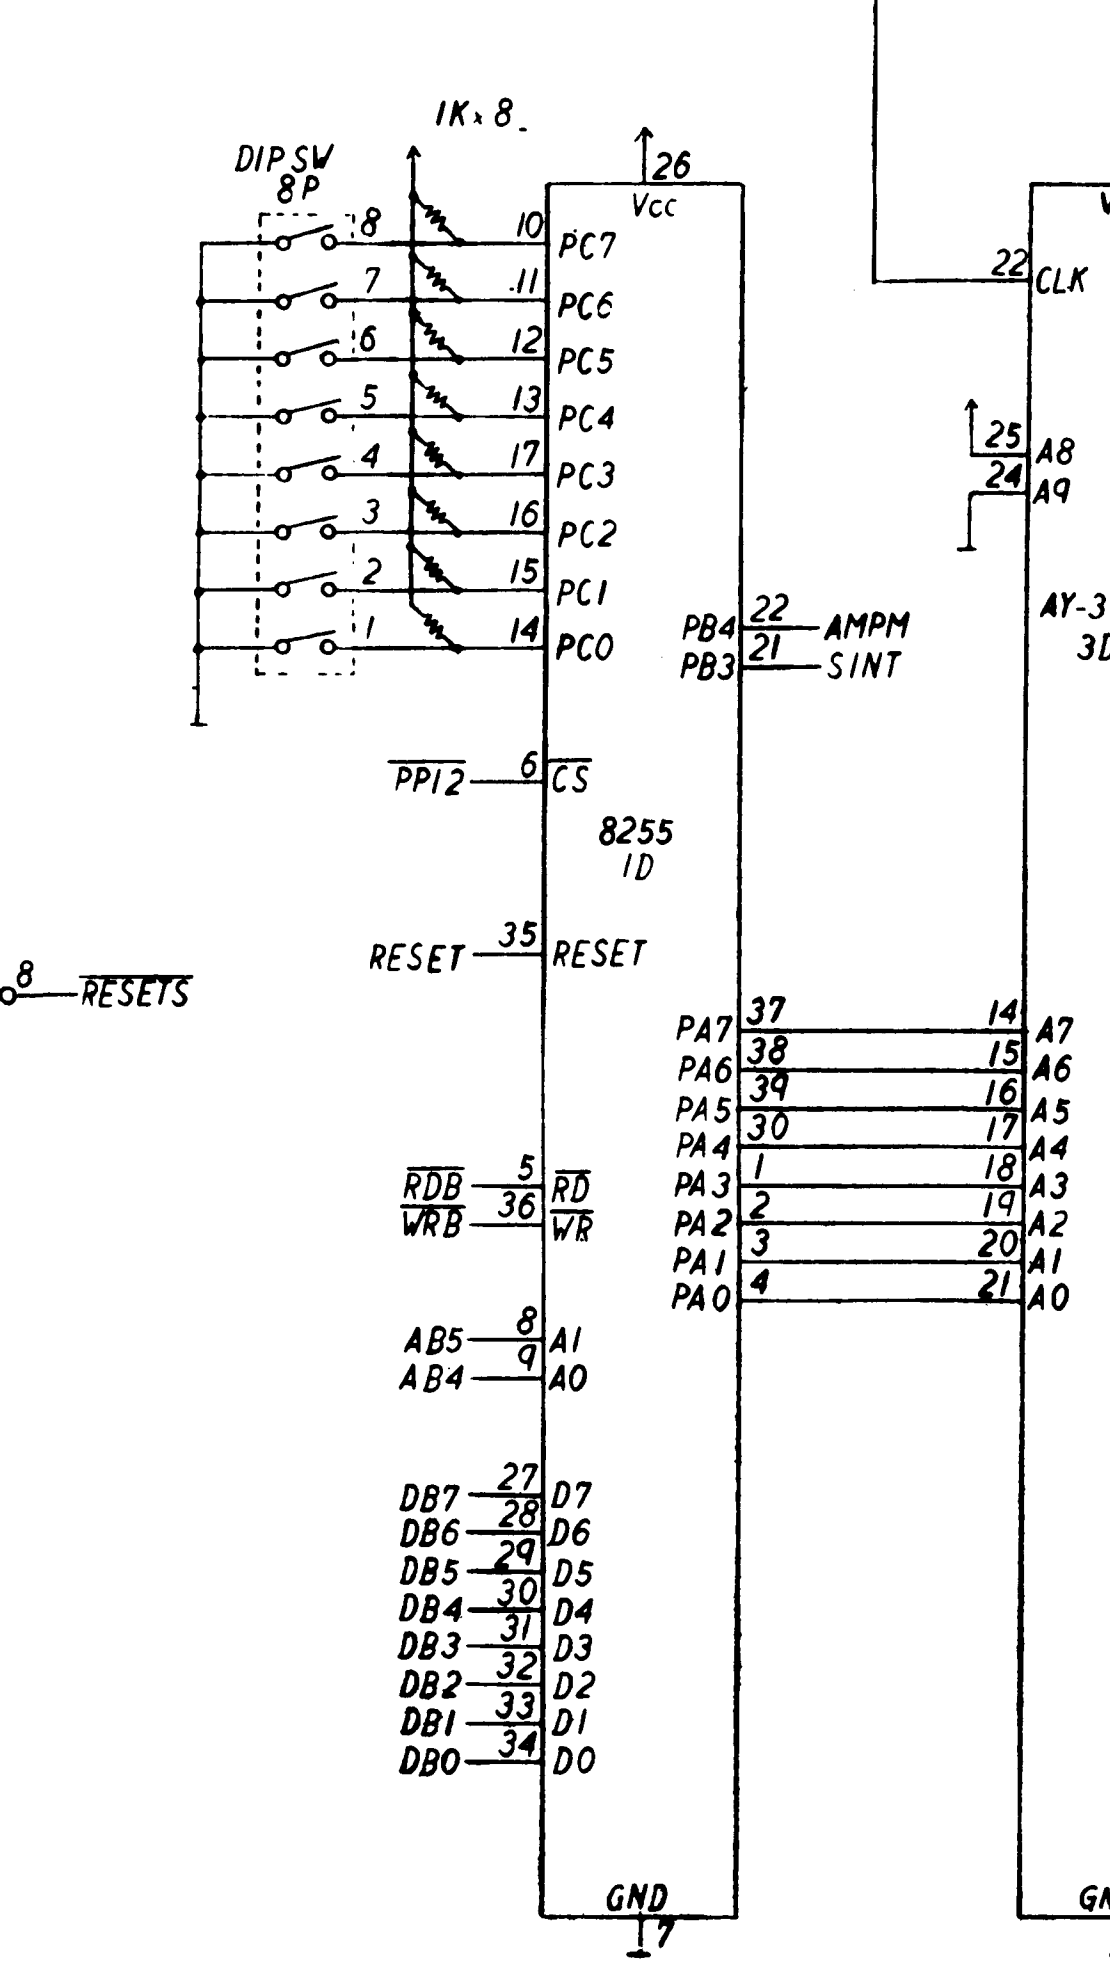 1K×8
DIP SW
8P
26
Vcc
V
8 10 PC7
22 CLK
7 11 PC6
6 12 PC5
5 13 PC4
25 A8
4 17 PC3
24 A9
3 16 PC2
2 15 PC1
AY-3
PB4 22 AMPM
1 14 PC0
3D
PB3 21 SINT
PPI2 6 CS
8255
1D
RESET 35 RESET
8 RESETS
PA7 37 14 A7
PA6 38 15 A6
PA5 39 16 A5
PA4 30 17 A4
RDB 5 RD
PA3 1 18 A3
WRB 36 WR
PA2 2 19 A2
PA1 3 20 A1
PA0 4 21 A0
AB5 8 A1
AB4 9 A0
DB7 27 D7
DB6 28 D6
DB5 29 D5
DB4 30 D4
DB3 31 D3
DB2 32 D2
DB1 33 D1
DB0 34 D0
GND
7